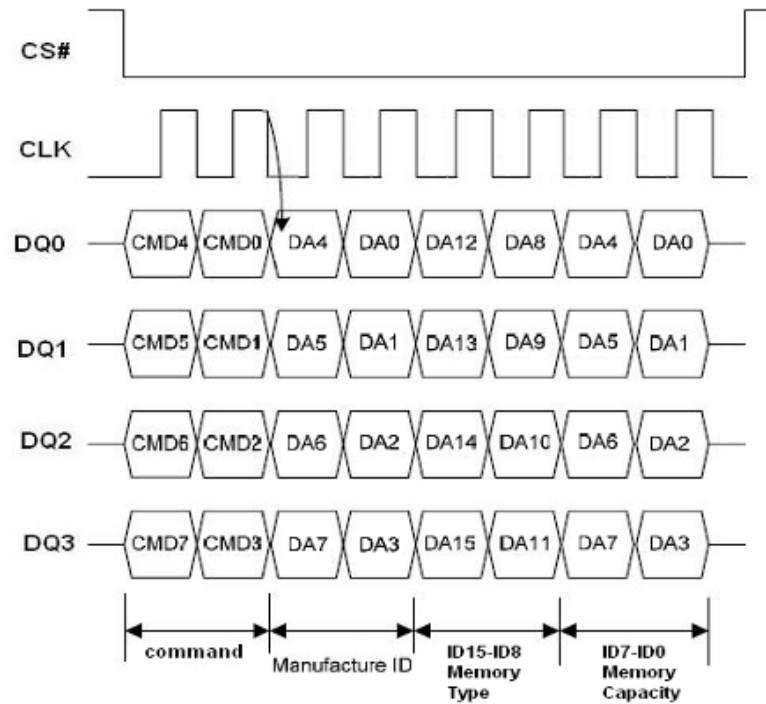 CS#
CLK
DQ0 CMD4 CMD0 DA4 DA0 DA12 DA8 DA4 DA0
DQ1 CMD5 CMD1 DA5 DA1 DA13 DA9 DA5 DA1
DQ2 CMD6 CMD2 DA6 DA2 DA14 DA10 DA6 DA2
DQ3 CMD7 CMD3 DA7 DA3 DA15 DA11 DA7 DA3
command
Manufacture ID
ID15-ID8
Memory
Type
ID7-ID0
Memory
Capacity